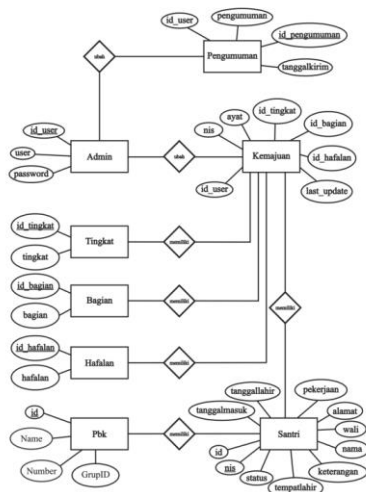 pengumuman
id_user
id_pengumuman
Pengumuman
tanggalkirim
ubah
id_tingkat
ayat
id_bagian
nis
id_user
user
Admin
ubah
Kemajuan
id_hafalan
password
id_user
last_update
id_tingkat
Tingkat
memiliki
tingkat
id_bagian
Bagian
memiliki
bagian
memiliki
id_hafalan
Hafalan
memiliki
hafalan
tanggallahir
pekerjaan
tanggalmasuk
alamat
id
wali
Name
Pbk
memiliki
Santri
id
nama
Number
GrupID
nis
status
keterangan
tempatlahir